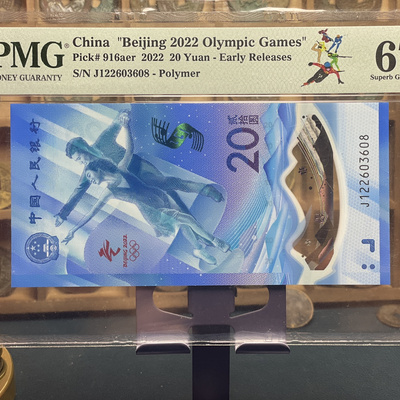 PMG
MONEY GUARANTY
China "Beijing 2022 Olympic Games"
Pick# 916aer 2022 20 Yuan - Early Releases
S/N J122603608 - Polymer
Superb
中国人民银行
20
贰拾圆
BEIJING 2022
J122603608